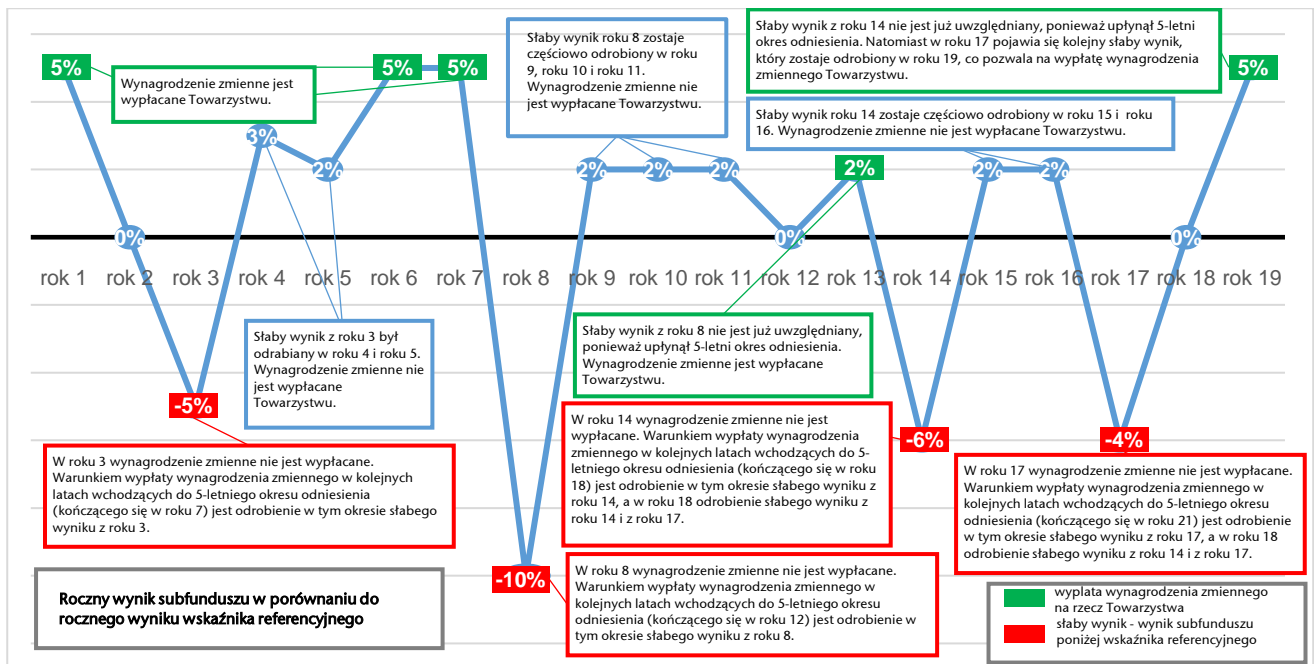 Słaby wynik z roku 14 nie jest już uwzględniany, ponieważ upłynął 5-letni
okres odniesienia. Natomiast w roku 17 pojawia się kolejny słaby wynik,
który zostaje odrobiony w roku 19, co pozwala na wypłatę wynagrodzenia
zmiennego Towarzystwu.
Słaby wynik roku 8 zostaje
częściowo odrobiony w roku
9, roku 10 i roku 11.
Wynagrodzenie zmienne nie
jest wypłacane Towarzystwu.
Wynagrodzenie zmienne jest
wypłacane Towarzystwu.
Słaby wynik roku 14 zostaje częściowo odrobiony w roku 15 i roku
16. Wynagrodzenie zmienne nie jest wypłacane Towarzystwu.
5%
0%
-5%
3%
2%
5%
5%
-10%
2%
2%
2%
0%
2%
-6%
2%
2%
-4%
0%
5%
rok 1 rok 2 rok 3 rok 4 rok 5 rok 6 rok 7 rok 8 rok 9 rok 10 rok 11 rok 12 rok 13 rok 14 rok 15 rok 16 rok 17 rok 18 rok 19
Słaby wynik z roku 3 był
odrabiany w roku 4 i roku 5.
Wynagrodzenie zmienne nie
jest wypłacane
Towarzystwu.
Słaby wynik z roku 8 nie jest już uwzględniany,
ponieważ upłynął 5-letni okres odniesienia.
Wynagrodzenie zmienne jest wypłacane
Towarzystwu.
W roku 3 wynagrodzenie zmienne nie jest wypłacane.
Warunkiem wypłaty wynagrodzenia zmiennego w kolejnych
latach wchodzących do 5-letniego okresu odniesienia
(kończącego się w roku 7) jest odrobienie w tym okresie słabego
wyniku z roku 3.
W roku 14 wynagrodzenie zmienne nie jest
wypłacane. Warunkiem wypłaty wynagrodzenia
zmiennego w kolejnych latach wchodzących do 5-
letniego okresu odniesienia (kończącego się w roku
18) jest odrobienie w tym okresie słabego wyniku z
roku 14, a w roku 18 odrobienie słabego wyniku z
roku 14 i z roku 17.
W roku 17 wynagrodzenie zmienne nie jest wypłacane.
Warunkiem wypłaty wynagrodzenia zmiennego w
kolejnych latach wchodzących do 5-letniego okresu
odniesienia (kończącego się w roku 21) jest odrobienie
w tym okresie słabego wyniku z roku 17, a w roku 18
odrobienie słabego wyniku z roku 14 i z roku 17.
W roku 8 wynagrodzenie zmienne nie jest wypłacane.
Warunkiem wypłaty wynagrodzenia zmiennego w
kolejnych latach wchodzących do 5-letniego okresu
odniesienia (kończącego się w roku 12) jest odrobienie w
tym okresie słabego wyniku z roku 8.
Roczny wynik subfunduszu w porównaniu do
rocznego wyniku wskaźnika referencyjnego
wypłata wynagrodzenia zmiennego
na rzecz Towarzystwa
słaby wynik - wynik subfunduszu
poniżej wskaźnika referencyjnego